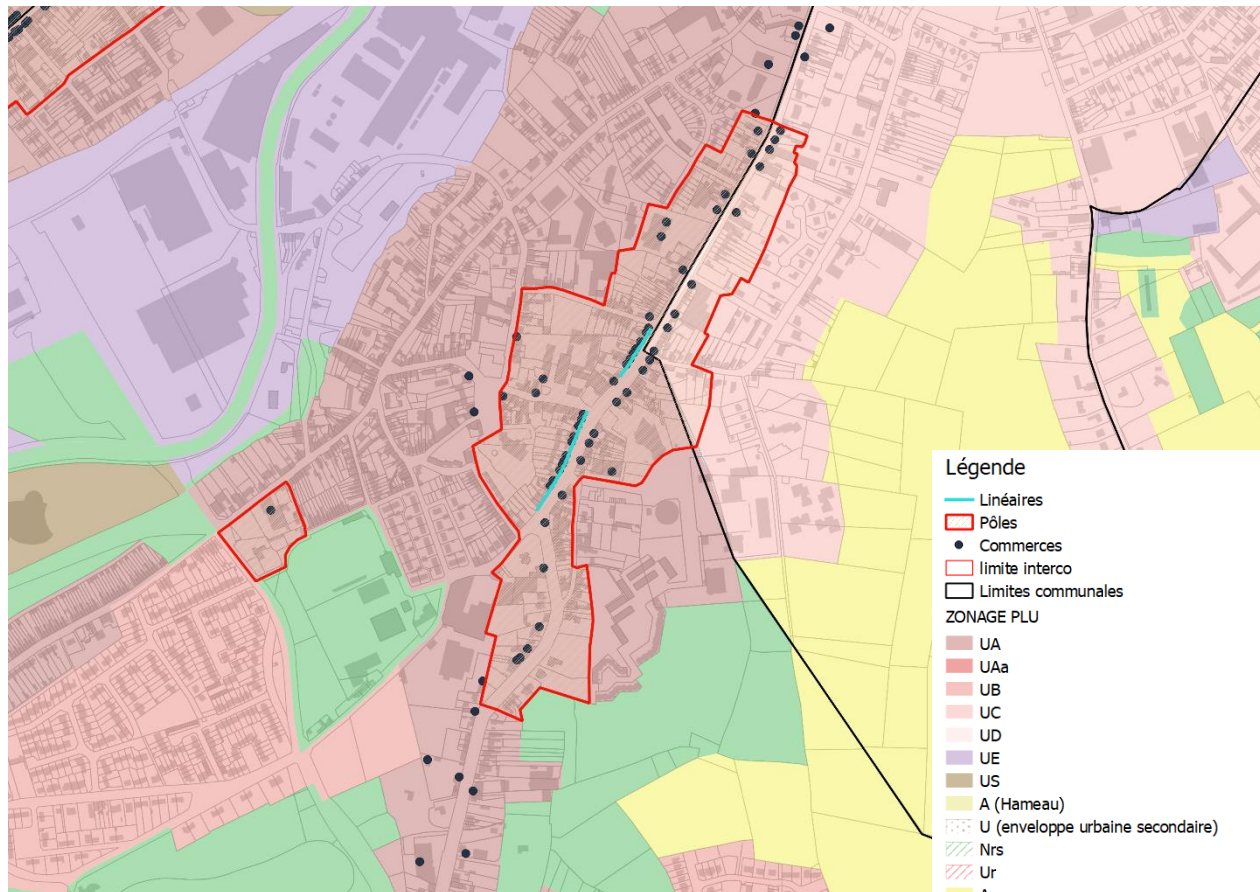 Légende
Linéaires
Pôles
Commerces
limite interco
Limites communales
ZONAGE PLU
UA
UAa
UB
UC
UD
UE
US
A (Hameau)
U (enveloppe urbaine secondaire)
Nrs
Ur